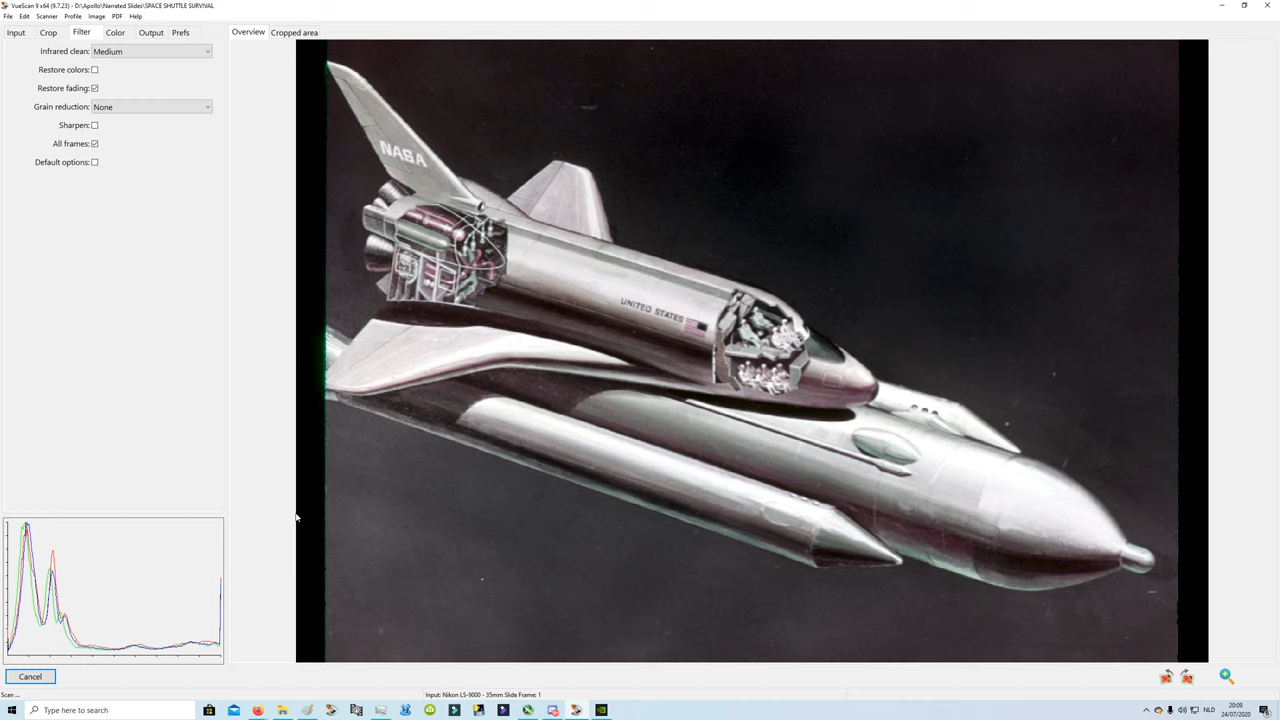 VueScan 9 x64 (9.7.23) - D:\Apollo\Narrated Slides\SPACE SHUTTLE SURVIVAL
File Edit Scanner Profile Image PDF Help
Input Crop Filter Color Output Prefs Overview Cropped area
Infrared clean: Medium
Restore colors:
Restore fading:
Grain reduction: None
Sharpen:
All frames:
Default options:
NASA
UNITED STATES
Cancel
Scan ... Input: Nikon LS-9000 - 35mm Slide Frame: 1
Type here to search
NLD
20:09
24/07/2020